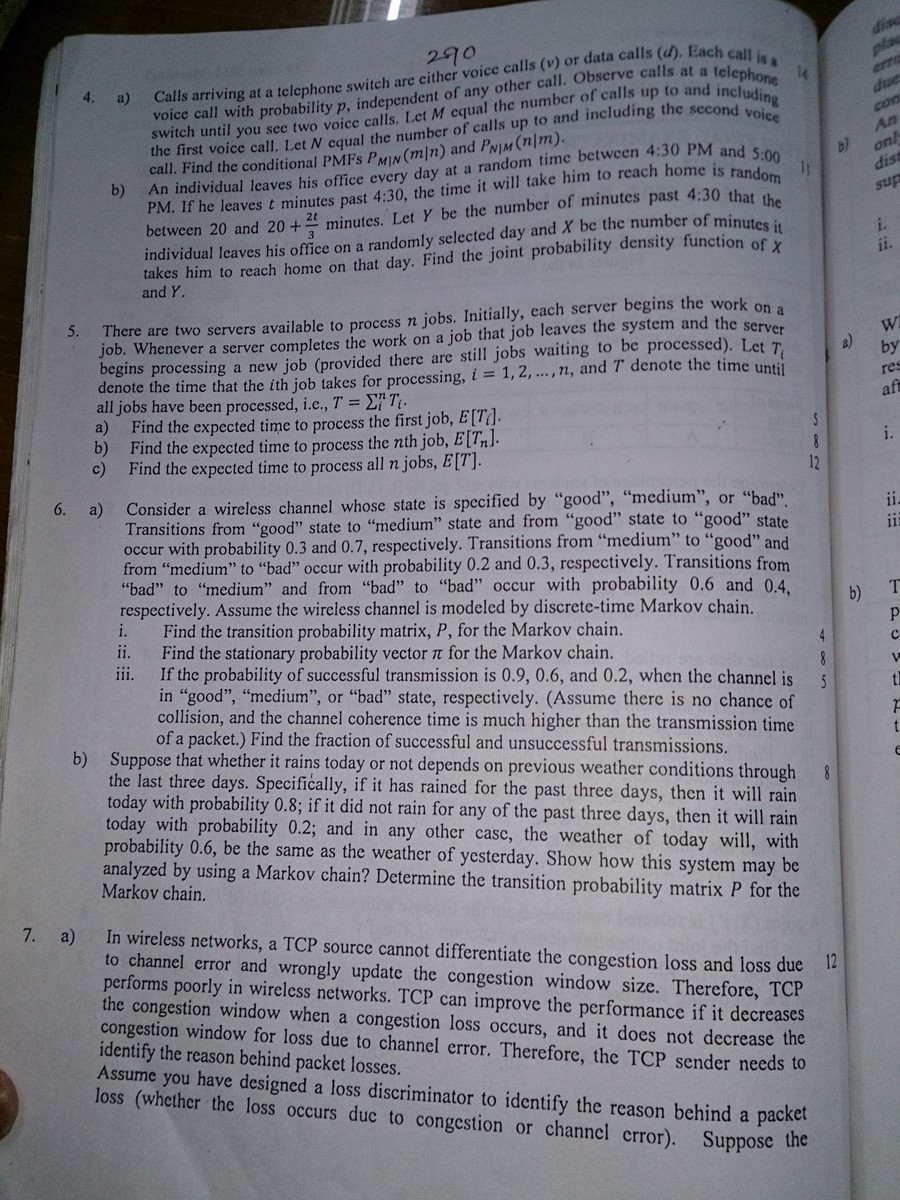 290
4. a) Calls arriving at a telephone switch are either voice calls (v) or data calls (d). Each call is a 14
voice call with probability p, independent of any other call. Observe calls at a telephone
switch until you see two voice calls. Let M equal the number of calls up to and including
the first voice call. Let N equal the number of calls up to and including the second voice
call. Find the conditional PMFs P_{M|N}(m|n) and P_{N|M}(n|m).
b) An individual leaves his office every day at a random time between 4:30 PM and 5:00 11
PM. If he leaves t minutes past 4:30, the time it will take him to reach home is random
between 20 and 20 + 2t/3 minutes. Let Y be the number of minutes past 4:30 that the
individual leaves his office on a randomly selected day and X be the number of minutes it
takes him to reach home on that day. Find the joint probability density function of X
and Y.
5. There are two servers available to process n jobs. Initially, each server begins the work on a
job. Whenever a server completes the work on a job that job leaves the system and the server
begins processing a new job (provided there are still jobs waiting to be processed). Let T_i
denote the time that the ith job takes for processing, i = 1, 2, ..., n, and T denote the time until
all jobs have been processed, i.e., T = ∑_i^n T_i.
a) Find the expected time to process the first job, E[T_i]. 5
b) Find the expected time to process the nth job, E[T_n]. 8
c) Find the expected time to process all n jobs, E[T]. 12
6. a) Consider a wireless channel whose state is specified by “good”, “medium”, or “bad”.
Transitions from “good” state to “medium” state and from “good” state to “good” state
occur with probability 0.3 and 0.7, respectively. Transitions from “medium” to “good” and
from “medium” to “bad” occur with probability 0.2 and 0.3, respectively. Transitions from
“bad” to “medium” and from “bad” to “bad” occur with probability 0.6 and 0.4,
respectively. Assume the wireless channel is modeled by discrete-time Markov chain.
i. Find the transition probability matrix, P, for the Markov chain. 4
ii. Find the stationary probability vector π for the Markov chain. 8
iii. If the probability of successful transmission is 0.9, 0.6, and 0.2, when the channel is 5
in “good”, “medium”, or “bad” state, respectively. (Assume there is no chance of
collision, and the channel coherence time is much higher than the transmission time
of a packet.) Find the fraction of successful and unsuccessful transmissions.
b) Suppose that whether it rains today or not depends on previous weather conditions through 8
the last three days. Specifically, if it has rained for the past three days, then it will rain
today with probability 0.8; if it did not rain for any of the past three days, then it will rain
today with probability 0.2; and in any other case, the weather of today will, with
probability 0.6, be the same as the weather of yesterday. Show how this system may be
analyzed by using a Markov chain? Determine the transition probability matrix P for the
Markov chain.
7. a) In wireless networks, a TCP source cannot differentiate the congestion loss and loss due 12
to channel error and wrongly update the congestion window size. Therefore, TCP
performs poorly in wireless networks. TCP can improve the performance if it decreases
the congestion window when a congestion loss occurs, and it does not decrease the
congestion window for loss due to channel error. Therefore, the TCP sender needs to
identify the reason behind packet losses.
Assume you have designed a loss discriminator to identify the reason behind a packet
loss (whether the loss occurs due to congestion or channel error). Suppose the
b)
i.
ii.
a)
by
i.
ii.
b)